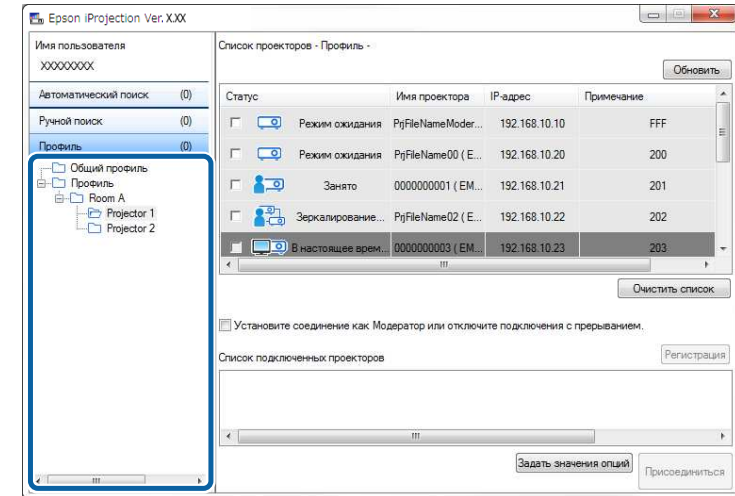 Epson iProjection Ver. X.XX
Имя пользователя
XXXXXXXX
Автоматический поиск (0)
Ручной поиск (0)
Профиль (0)
Общий профиль
Профиль
Room A
Projector 1
Projector 2
Список проекторов - Профиль -
Обновить
Статус Имя проектора IP-адрес Примечание
Режим ожидания PrjFileNameModer... 192.168.10.10 FFF
Режим ожидания PrjFileName00 ( E... 192.168.10.20 200
Занято 0000000001 ( EM... 192.168.10.21 201
Зеркалирование... PrjFileName02 ( E... 192.168.10.22 202
В настоящее врем... 0000000003 ( EM... 192.168.10.23 203
Очистить список
Установите соединение как Модератор или отключите подключения с прерыванием.
Список подключенных проекторов
Регистрация
Задать значения опций
Присоединиться